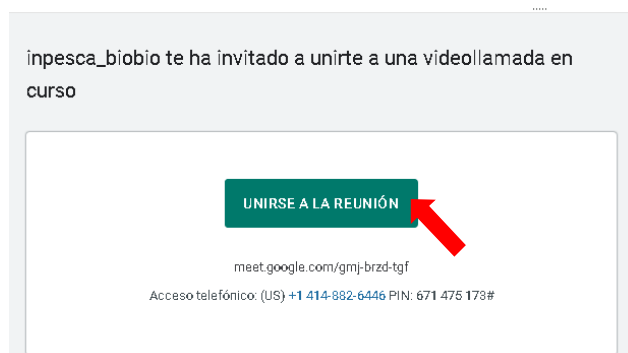 inpesca_biobio te ha invitado a unirte a una videollamada en
curso
UNIRSE A LA REUNIÓN
meet.google.com/gmj-brzd-tgf
Acceso telefónico: (US) +1 414-882-6446 PIN: 671 475 173#